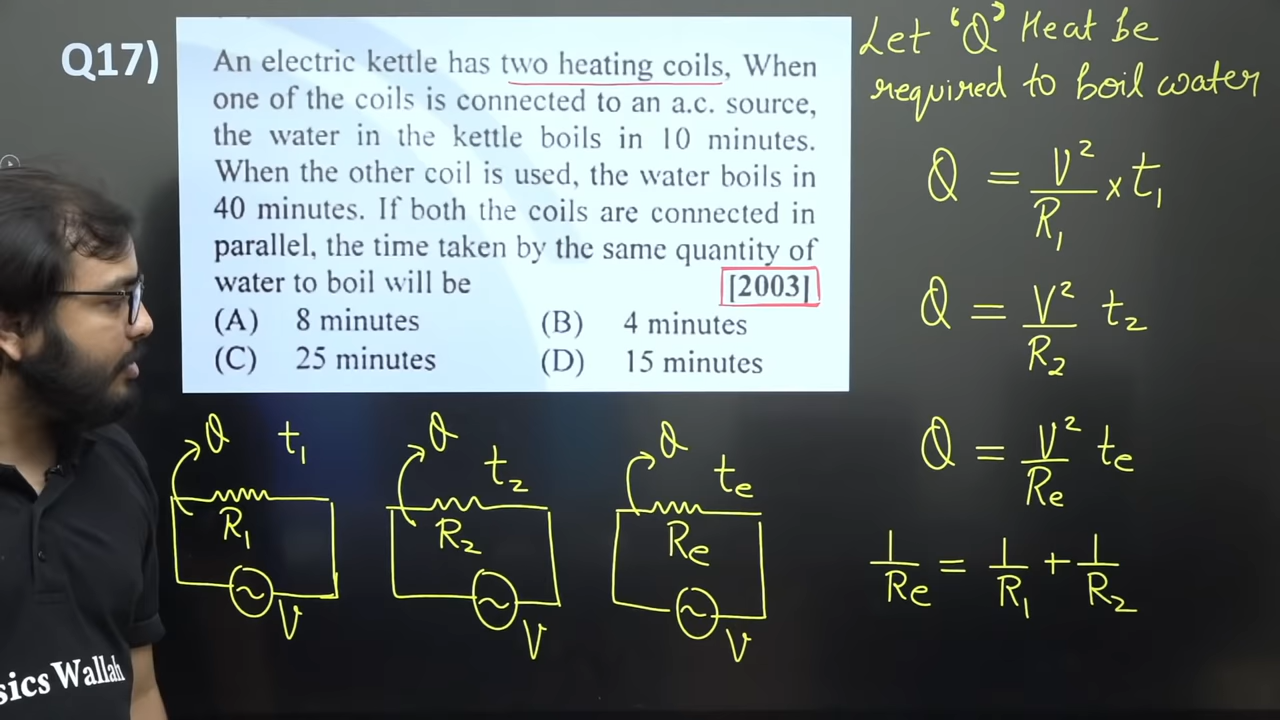 Q17)
An electric kettle has two heating coils, When
one of the coils is connected to an a.c. source,
the water in the kettle boils in 10 minutes.
When the other coil is used, the water boils in
40 minutes. If both the coils are connected in
parallel, the time taken by the same quantity of
water to boil will be [2003]
(A) 8 minutes (B) 4 minutes
(C) 25 minutes (D) 15 minutes
Let 'Q' Heat be
required to boil water
Q = V²/R₁ × t₁
Q = V²/R₂ t₂
Q = V²/Re te
1/Re = 1/R₁ + 1/R₂
Q t₁
R₁
V
Q t₂
R₂
V
Q te
Re
V
sics Wallah